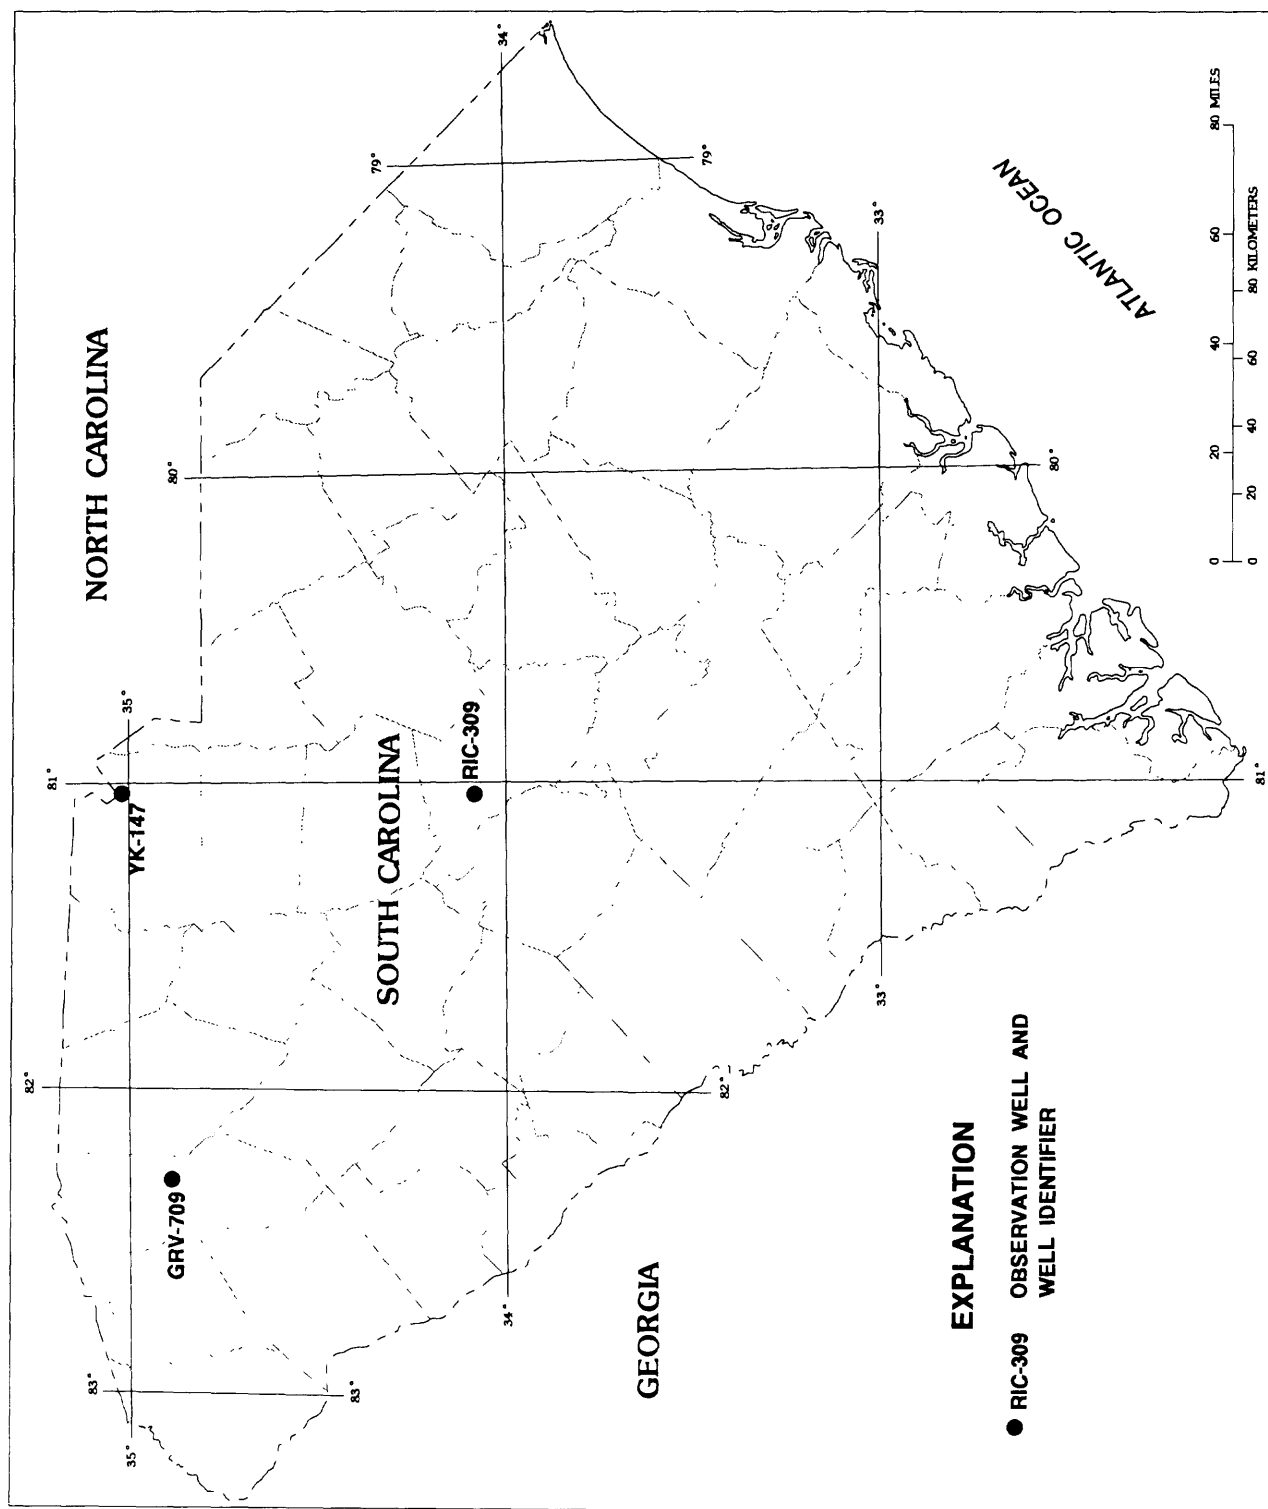 NORTH CAROLINA
SOUTH CAROLINA
GEORGIA
ATLANTIC OCEAN
83°
82°
81°
80°
79°
35°
35°
34°
34°
33°
33°
83°
82°
81°
80°
79°
GRV-709
YK-147
RIC-309
EXPLANATION
RIC-309 OBSERVATION WELL AND
WELL IDENTIFIER
0 20 40 60 80 MILES
0 20 40 60 80 KILOMETERS